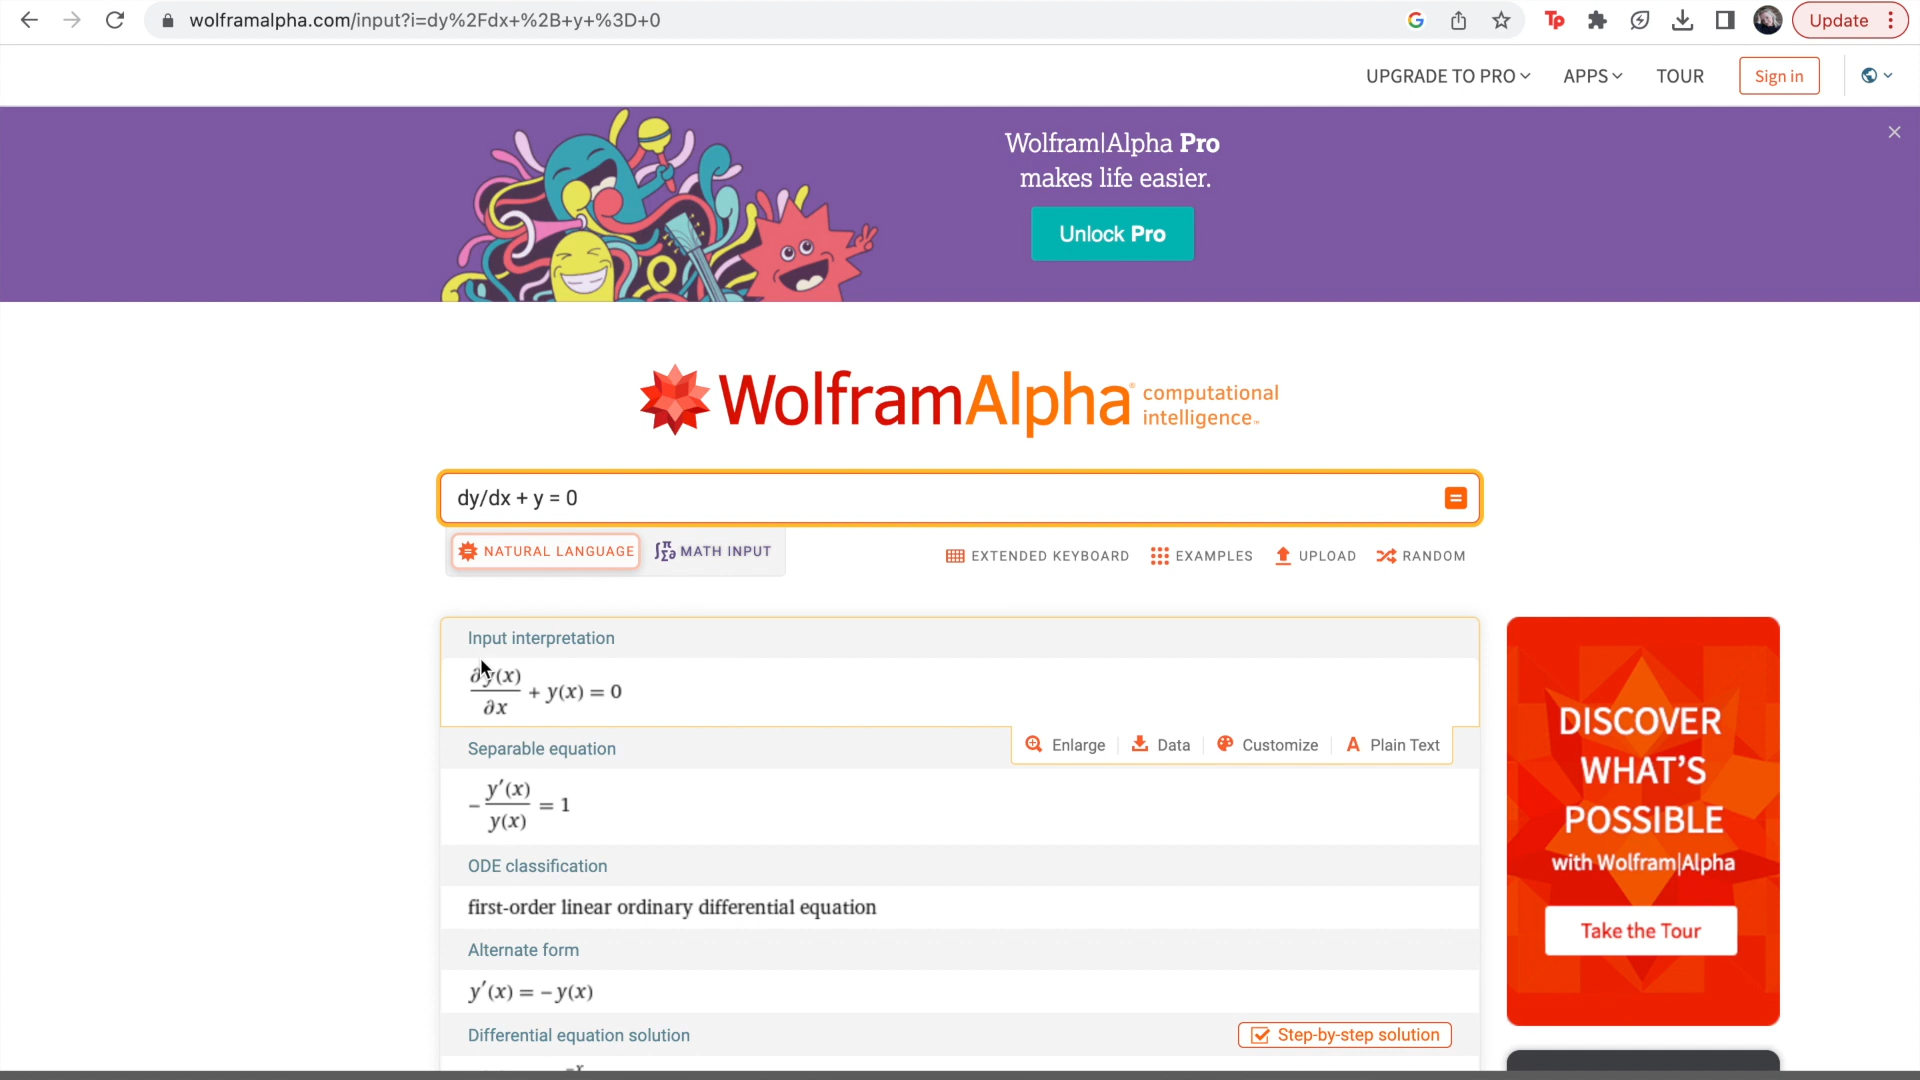 wolframalpha.com/input?i=dy%2Fdx+%2B+y+%3D+0
Update
UPGRADE TO PRO APPS TOUR Sign in
Wolfram|Alpha Pro
makes life easier.
Unlock Pro
WolframAlpha computational
intelligence™
dy/dx + y = 0
NATURAL LANGUAGE MATH INPUT EXTENDED KEYBOARD EXAMPLES UPLOAD RANDOM
Input interpretation
∂y(x)/∂x + y(x) = 0
Enlarge Data Customize Plain Text
Separable equation
-y′(x)/y(x) = 1
ODE classification
first-order linear ordinary differential equation
Alternate form
y′(x) = -y(x)
Differential equation solution
Step-by-step solution
DISCOVER
WHAT'S
POSSIBLE
with Wolfram|Alpha
Take the Tour